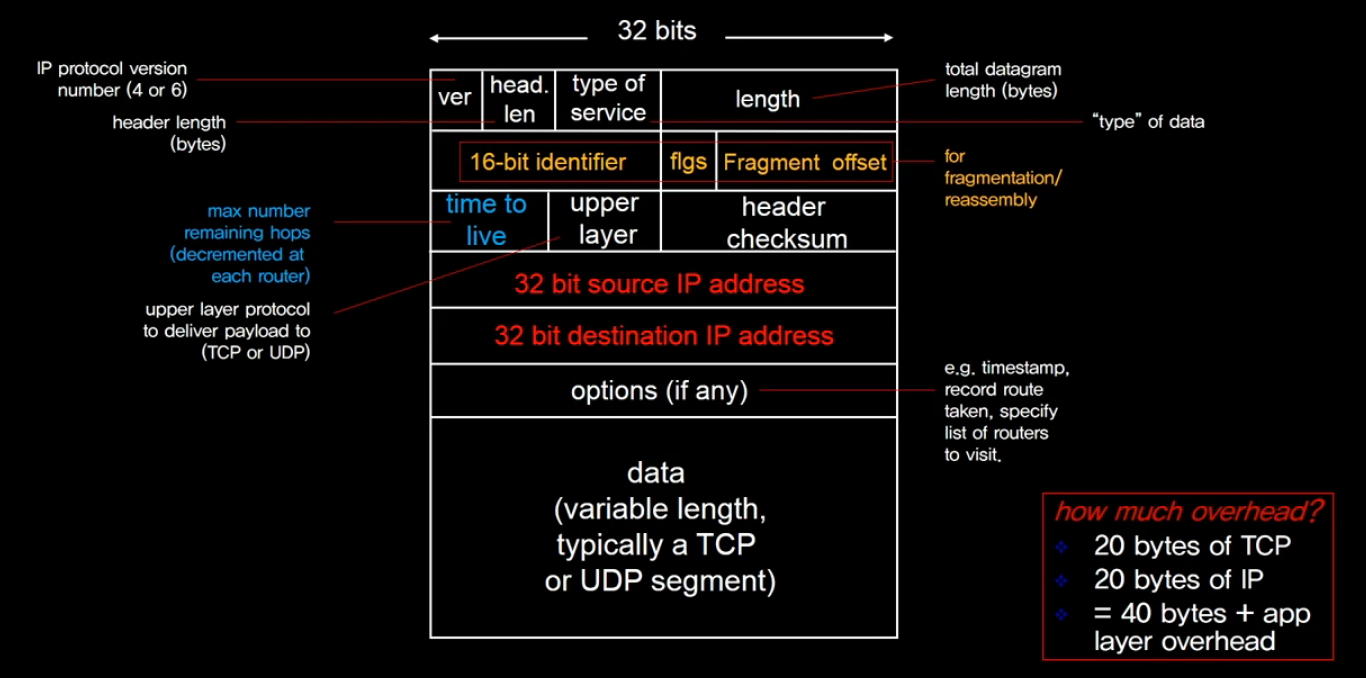 32 bits
IP protocol version
number (4 or 6)
header length
(bytes)
max number
remaining hops
(decremented at
each router)
upper layer protocol
to deliver payload to
(TCP or UDP)
ver
head.
len
type of
service
length
16-bit identifier
flgs
Fragment offset
time to
live
upper
layer
header
checksum
32 bit source IP address
32 bit destination IP address
options (if any)
data
(variable length,
typically a TCP
or UDP segment)
total datagram
length (bytes)
“type” of data
for
fragmentation/
reassembly
e.g. timestamp,
record route
taken, specify
list of routers
to visit.
how much overhead?
❖ 20 bytes of TCP
❖ 20 bytes of IP
❖ = 40 bytes + app
layer overhead